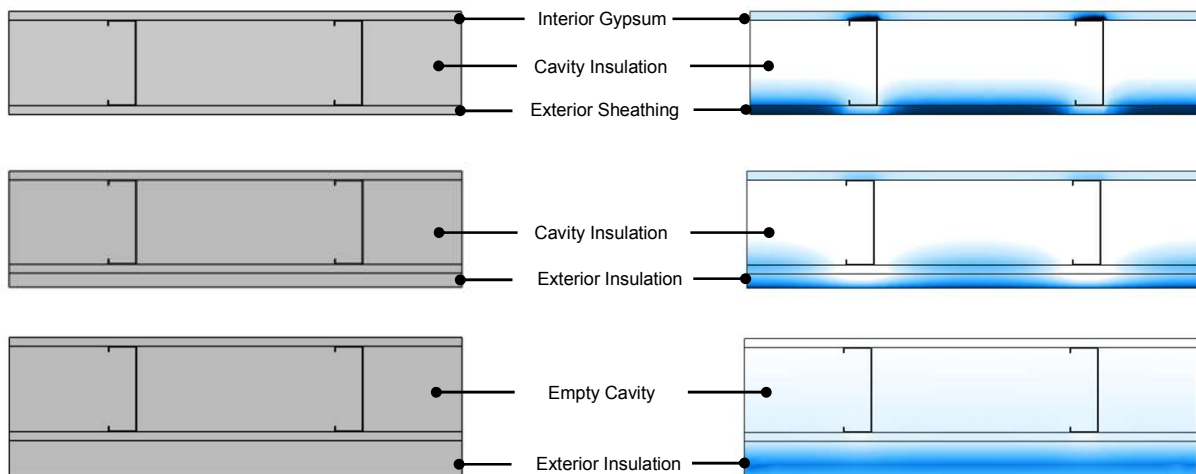 Interior Gypsum
Cavity Insulation
Exterior Sheathing
Cavity Insulation
Exterior Insulation
Empty Cavity
Exterior Insulation